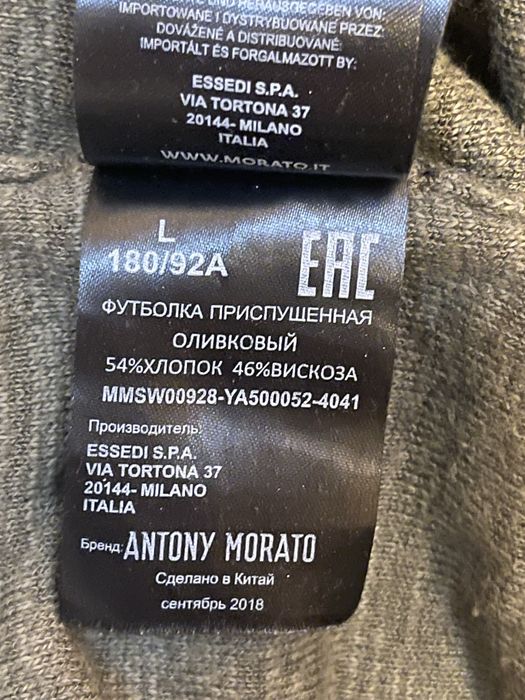 ИМПОРТОВАНЕ І ДИСТРИБУТОВАНЕ
IMPORTOWANE I DYSTRYBUOWANE PRZEZ:
DOVÁŽENÉ A DISTRIBUOVANÉ:
IMPORTÁLT ÉS FORGALMAZOTT BY:
ESSEDI S.P.A.
VIA TORTONA 37
20144- MILANO
ITALIA
WWW.MORATO.IT
L
180/92A
EAC
ФУТБОЛКА ПРИСПУЩЕННАЯ
ОЛИВКОВЫЙ
54%ХЛОПОК 46%ВИСКОЗА
MMSW00928-YA500052-4041
Производитель:
ESSEDI S.P.A.
VIA TORTONA 37
20144- MILANO
ITALIA
Бренд: ANTONY MORATO
Сделано в Китай
сентябрь 2018